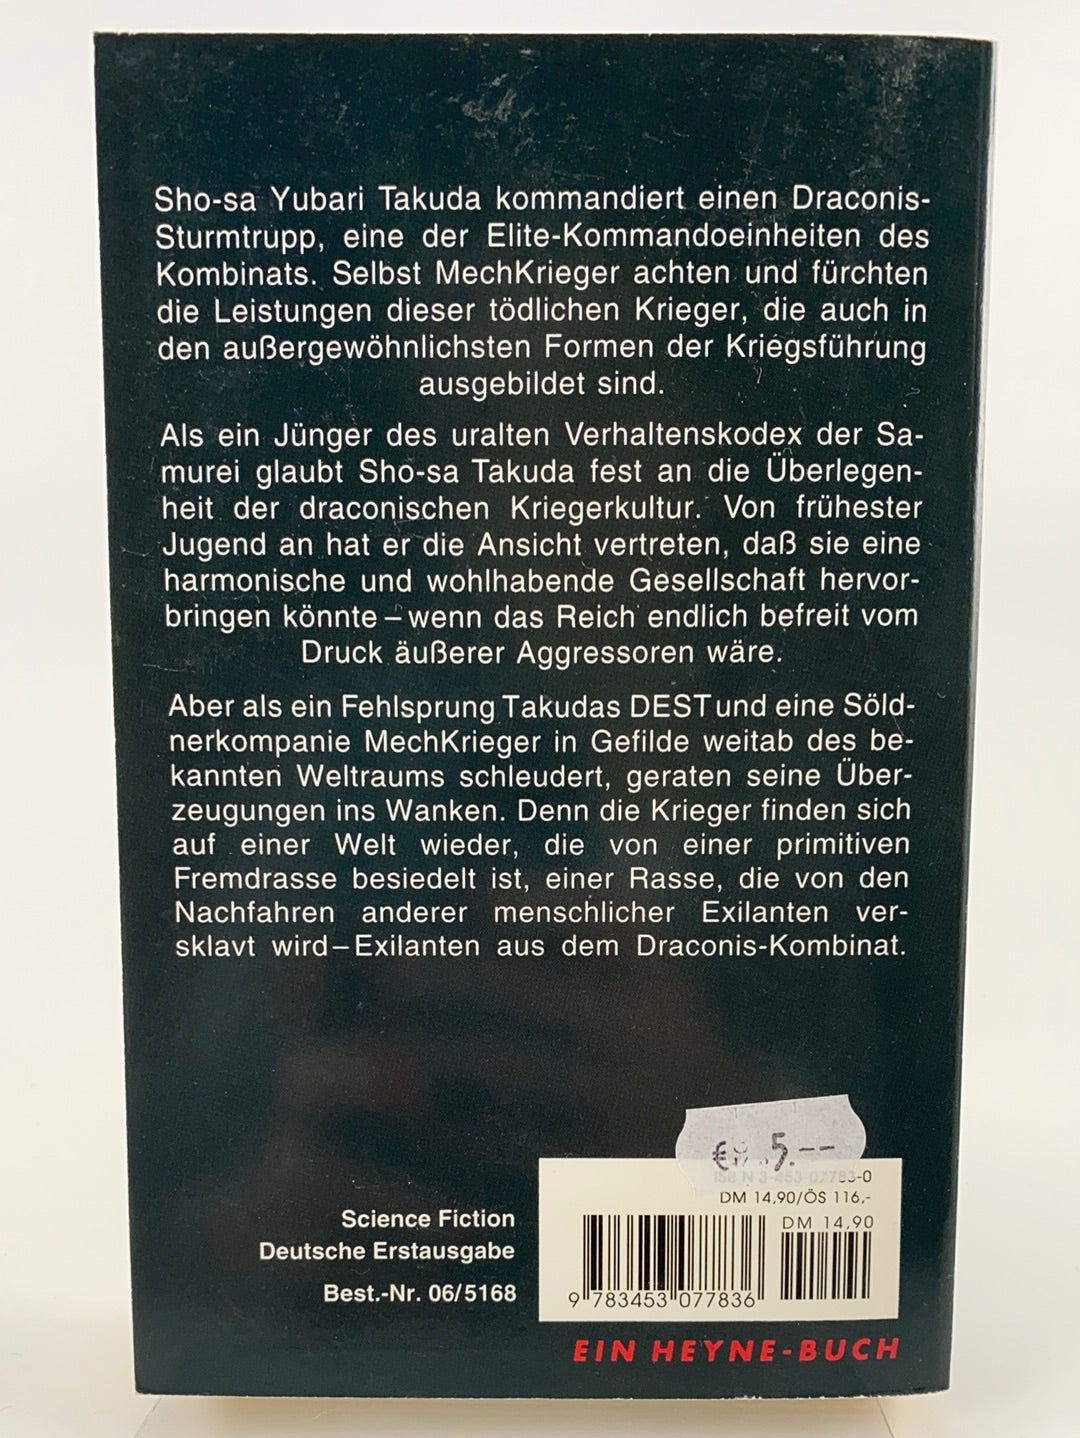 Sho-sa Yubari Takuda kommandiert einen Draconis-
Sturmtrupp, eine der Elite-Kommandoeinheiten des
Kombinats. Selbst MechKrieger achten und fürchten
die Leistungen dieser tödlichen Krieger, die auch in
den außergewöhnlichsten Formen der Kriegsführung
ausgebildet sind.
Als ein Jünger des uralten Verhaltenskodex der Sa-
murei glaubt Sho-sa Takuda fest an die Überlegen-
heit der draconischen Kriegerkultur. Von frühester
Jugend an hat er die Ansicht vertreten, daß sie eine
harmonische und wohlhabende Gesellschaft hervor-
bringen könnte – wenn das Reich endlich befreit vom
Druck äußerer Aggressoren wäre.
Aber als ein Fehlsprung Takudas DEST und eine Söld-
nerkompanie MechKrieger in Gefilde weitab des be-
kannten Weltraums schleudert, geraten seine Über-
zeugungen ins Wanken. Denn die Krieger finden sich
auf einer Welt wieder, die von einer primitiven
Fremdrasse besiedelt ist, einer Rasse, die von den
Nachfahren anderer menschlicher Exilanten ver-
sklavt wird – Exilanten aus dem Draconis-Kombinat.
€ 5.--
ISBN 3-453-07783-0
DM 14,90/ÖS 116,-
DM 14,90
Science Fiction
Deutsche Erstausgabe
Best.-Nr. 06/5168
9 783453 077836
EIN HEYNE-BUCH